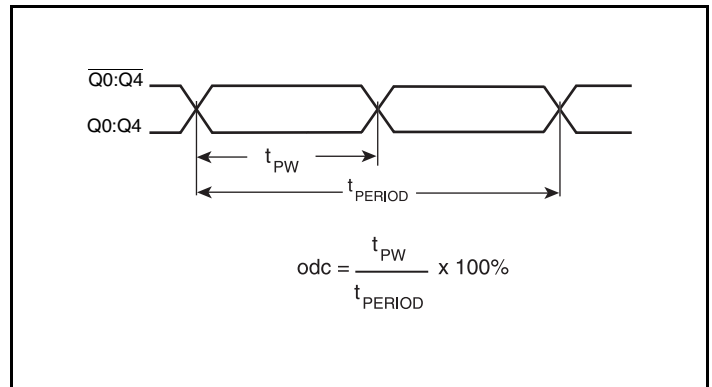 Q0:Q4
Q0:Q4
tPW
tPERIOD
odc = tPW / tPERIOD x 100%